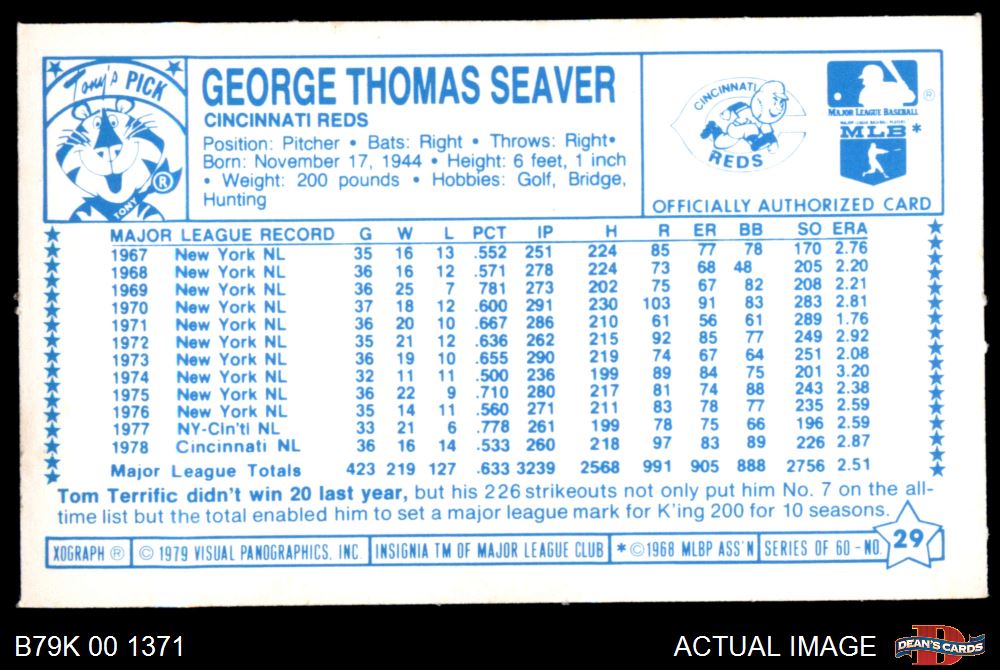 Tony's PICK
TONY
®
GEORGE THOMAS SEAVER
CINCINNATI REDS
Position: Pitcher • Bats: Right • Throws: Right•
Born: November 17, 1944 • Height: 6 feet, 1 inch
• Weight: 200 pounds • Hobbies: Golf, Bridge,
Hunting
CINCINNATI
REDS
®
MAJOR LEAGUE BASEBALL
MAJOR LEAGUE BASEBALL PLAYERS
MLB*
OFFICIALLY AUTHORIZED CARD
MAJOR LEAGUE RECORD G W L PCT IP H R ER BB SO ERA
1967 New York NL 35 16 13 .552 251 224 85 77 78 170 2.76
1968 New York NL 36 16 12 .571 278 224 73 68 48 205 2.20
1969 New York NL 36 25 7 .781 273 202 75 67 82 208 2.21
1970 New York NL 37 18 12 .600 291 230 103 91 83 283 2.81
1971 New York NL 36 20 10 .667 286 210 61 56 61 289 1.76
1972 New York NL 35 21 12 .636 262 215 92 85 77 249 2.92
1973 New York NL 36 19 10 .655 290 219 74 67 64 251 2.08
1974 New York NL 32 11 11 .500 236 199 89 84 75 201 3.20
1975 New York NL 36 22 9 .710 280 217 81 74 88 243 2.38
1976 New York NL 35 14 11 .560 271 211 83 78 77 235 2.59
1977 NY-Cin'ti NL 33 21 6 .778 261 199 78 75 66 196 2.59
1978 Cincinnati NL 36 16 14 .533 260 218 97 83 89 226 2.87
Major League Totals 423 219 127 .633 3239 2568 991 905 888 2756 2.51
Tom Terrific didn't win 20 last year, but his 226 strikeouts not only put him No. 7 on the all-
time list but the total enabled him to set a major league mark for K'ing 200 for 10 seasons.
XOGRAPH ® © 1979 VISUAL PANOGRAPHICS, INC. INSIGNIA TM OF MAJOR LEAGUE CLUB * ©1968 MLBP ASS'N SERIES OF 60 - NO. 29
B79K 00 1371
ACTUAL IMAGE
DEAN'S CARDS